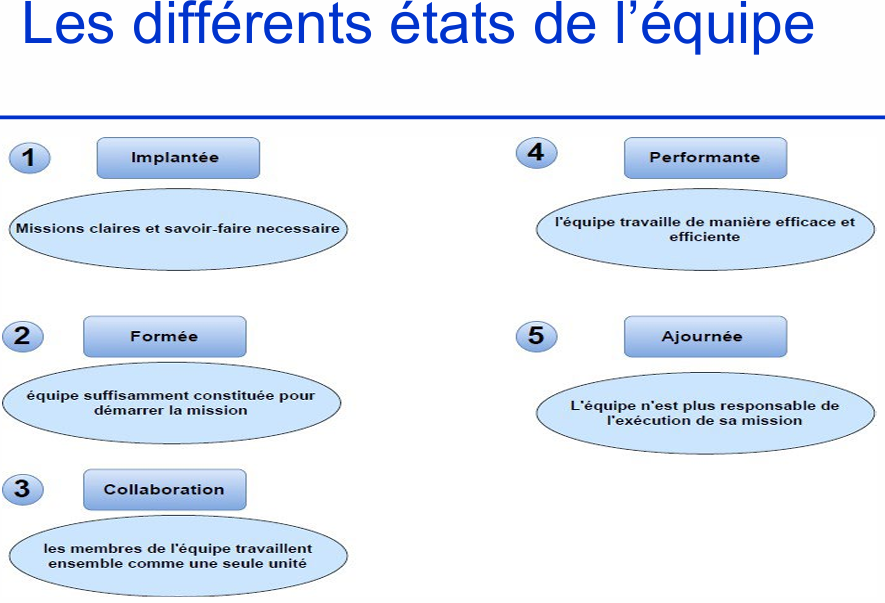 Les différents états de l'équipe
1
Implantée
Missions claires et savoir-faire necessaire
2
Formée
équipe suffisamment constituée pour
démarrer la mission
3
Collaboration
les membres de l'équipe travaillent
ensemble comme une seule unité
4
Performante
l'équipe travaille de manière efficace et
efficiente
5
Ajournée
L'équipe n'est plus responsable de
l'exécution de sa mission